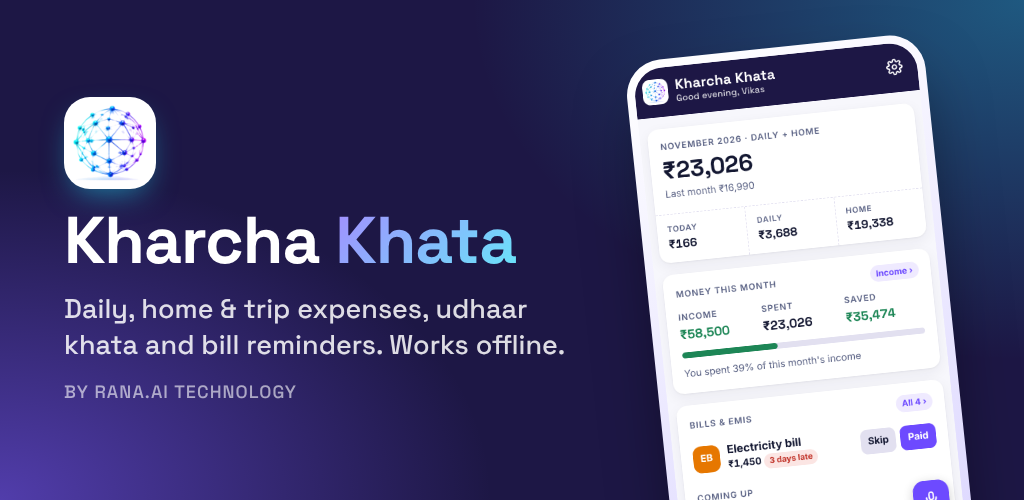 Kharcha Khata
Daily, home & trip expenses, udhaar
khata and bill reminders. Works offline.
BY RANA.AI TECHNOLOGY
Kharcha Khata
Good evening, Vikas
NOVEMBER 2026 · DAILY + HOME
₹23,026
Last month ₹16,990
TODAY DAILY HOME
₹166 ₹3,688 ₹19,338
MONEY THIS MONTH Income ›
INCOME SPENT SAVED
₹58,500 ₹23,026 ₹35,474
You spent 39% of this month's income
BILLS & EMIS All 4 ›
EB Electricity bill Skip Paid
₹1,450 3 days late
COMING UP